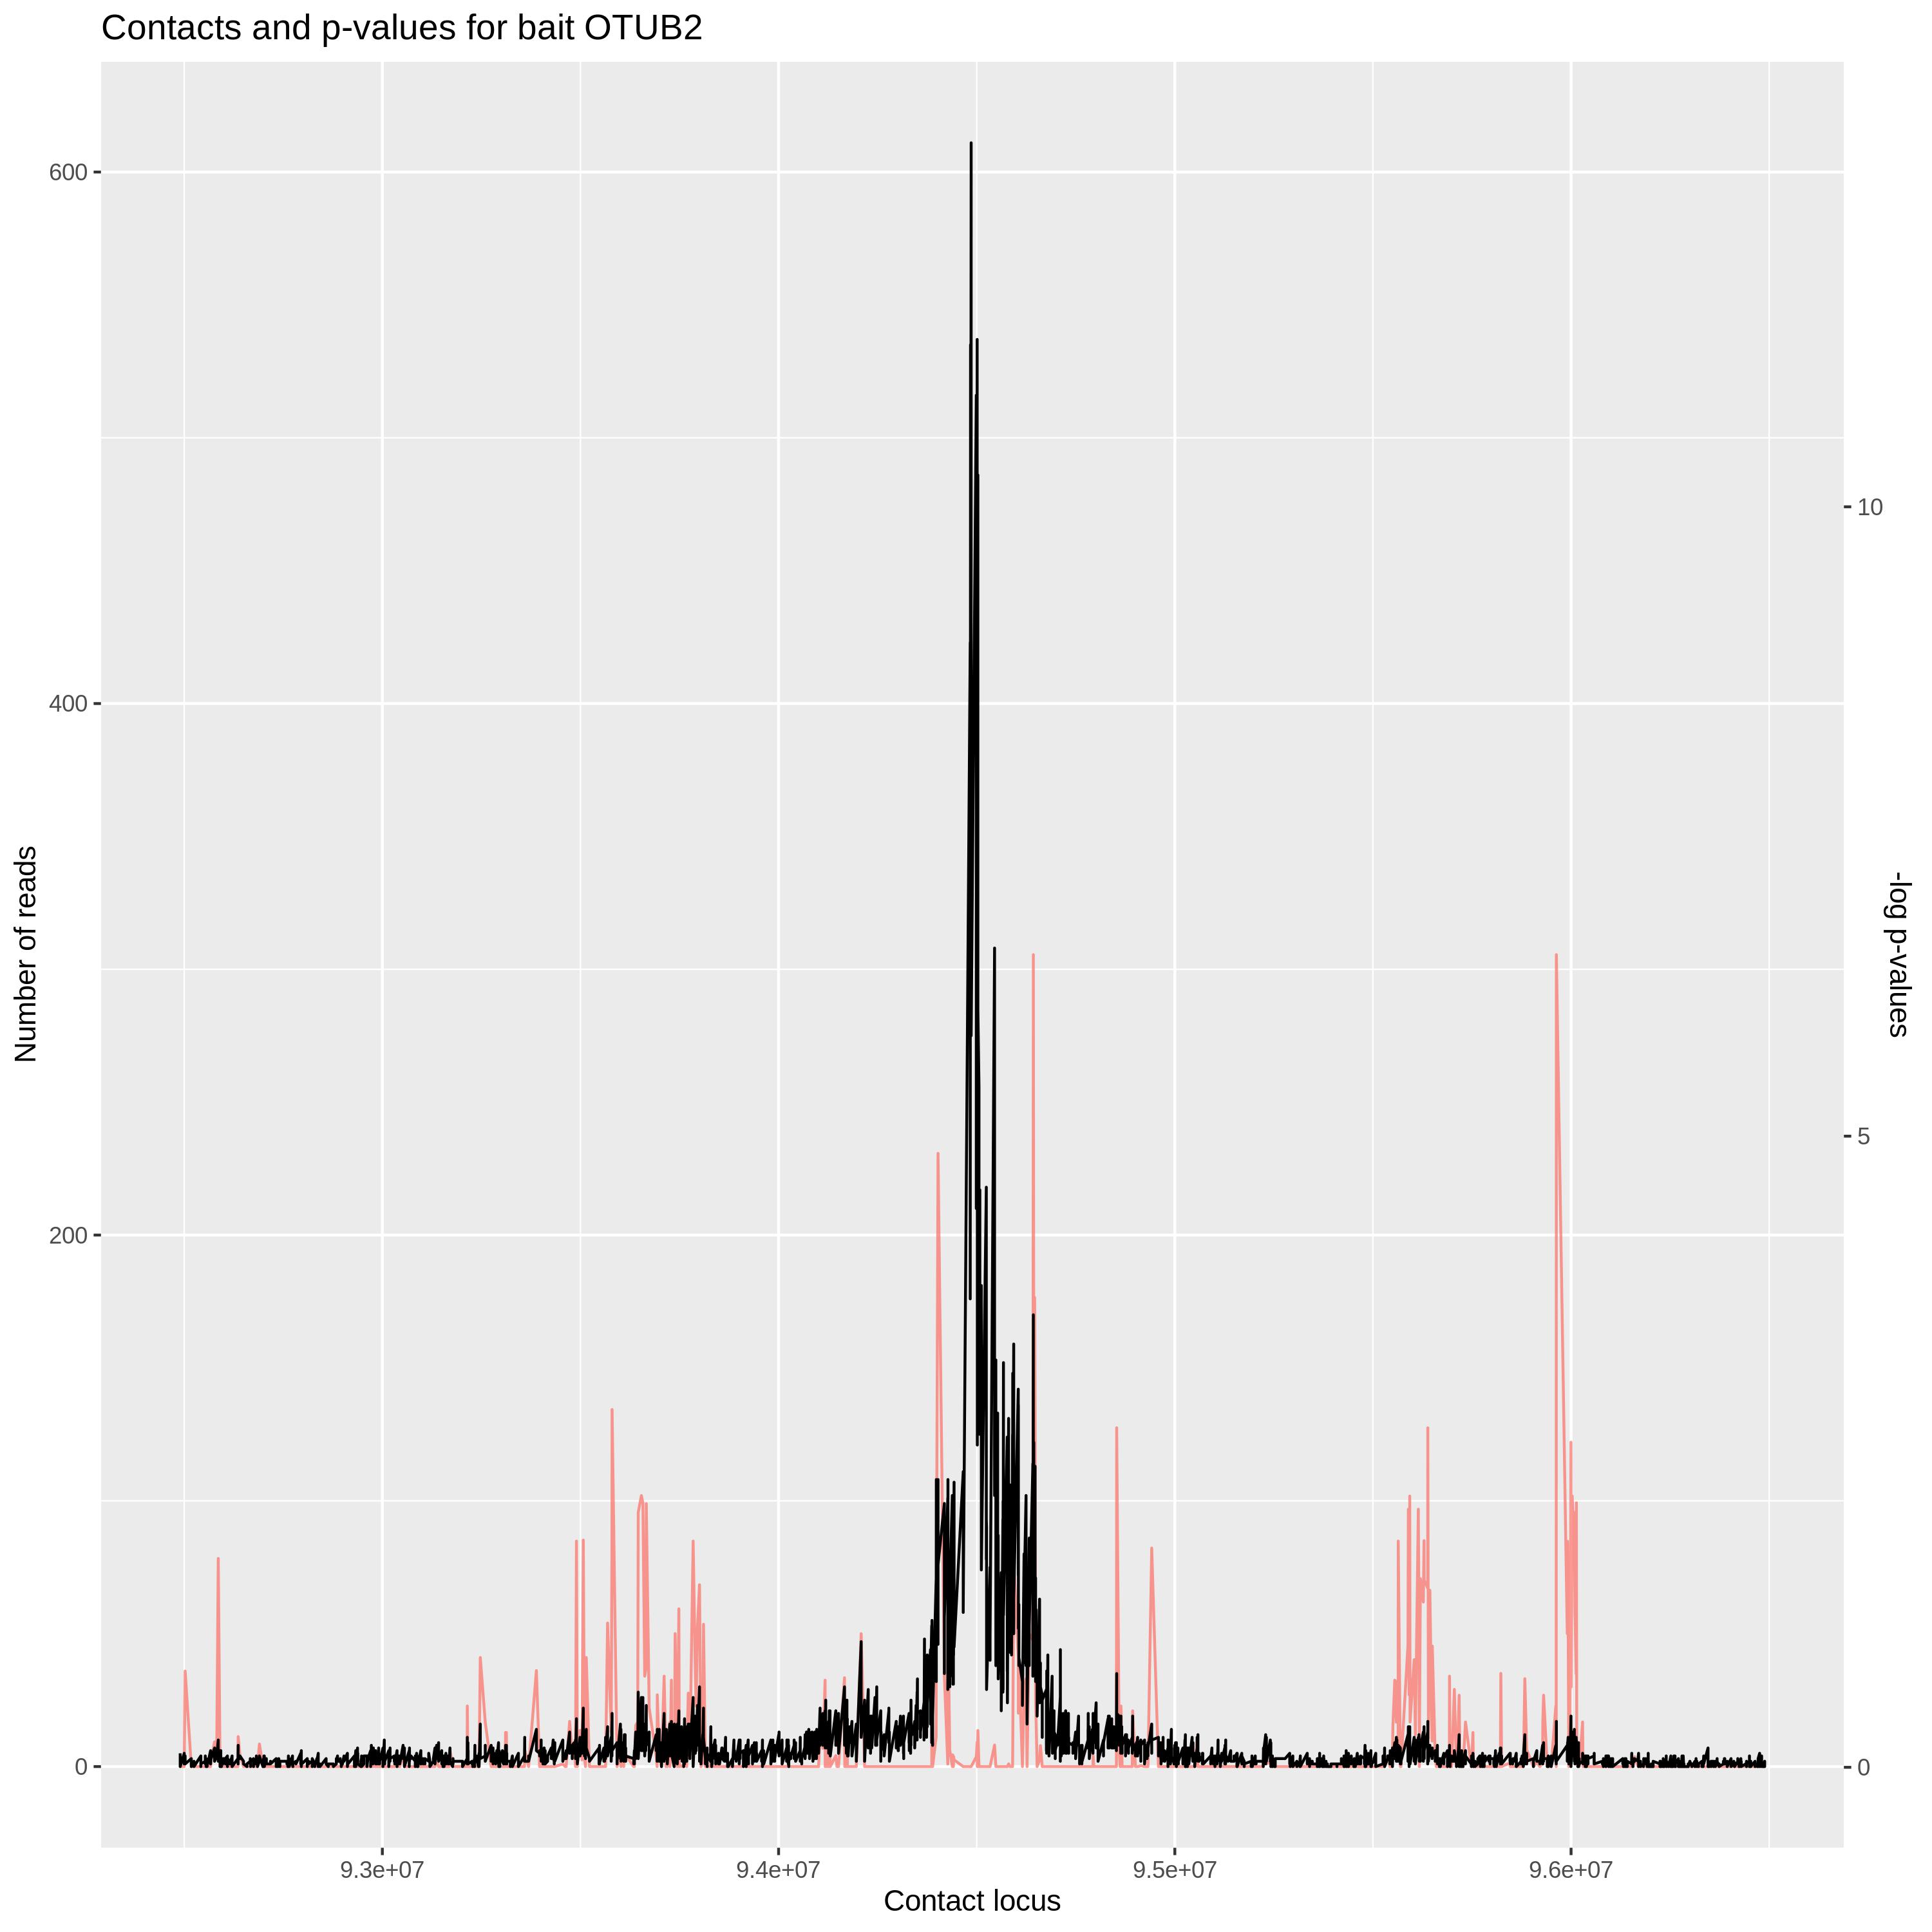 Contacts and p-values for bait OTUB2
600
400
200
0
Number of reads
10
5
0
-log p-values
9.3e+07
9.4e+07
9.5e+07
9.6e+07
Contact locus